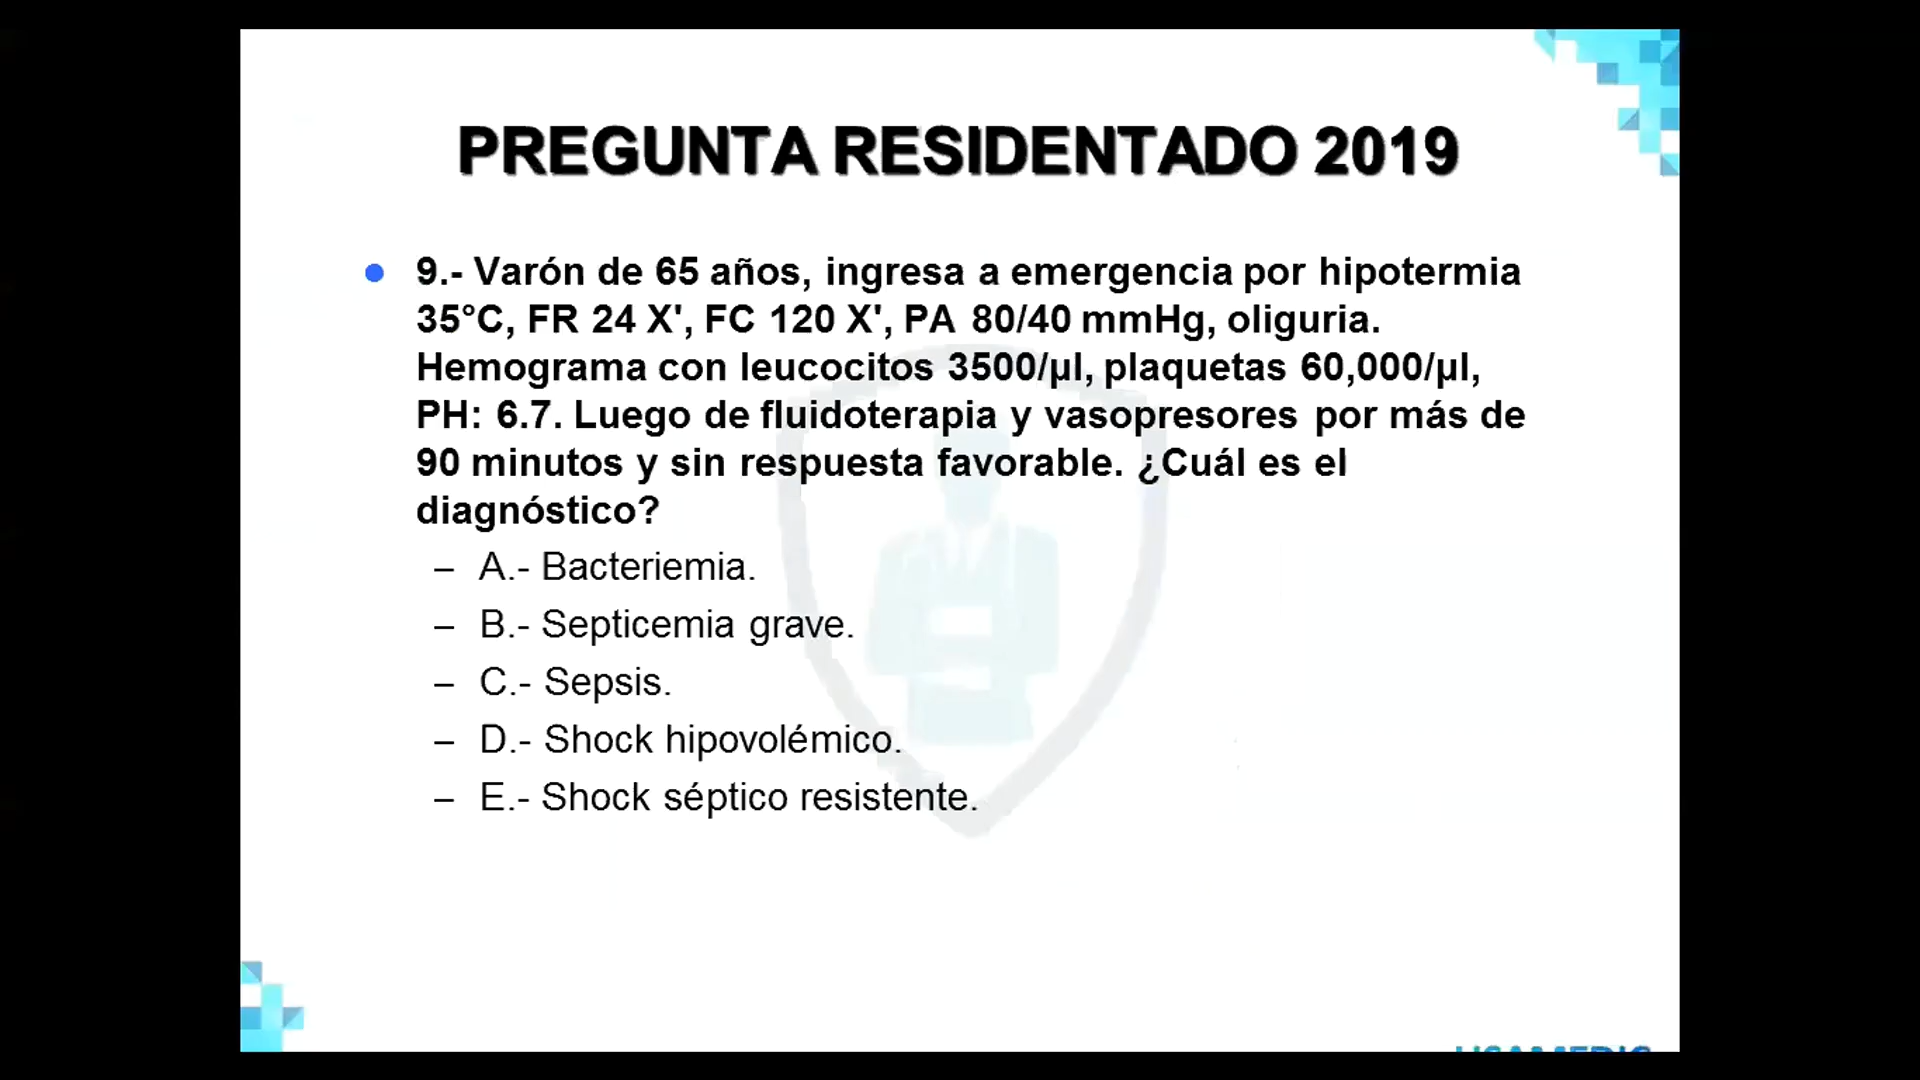 PREGUNTA RESIDENTADO 2019
9.- Varón de 65 años, ingresa a emergencia por hipotermia
35°C, FR 24 X', FC 120 X', PA 80/40 mmHg, oliguria.
Hemograma con leucocitos 3500/µl, plaquetas 60,000/µl,
PH: 6.7. Luego de fluidoterapia y vasopresores por más de
90 minutos y sin respuesta favorable. ¿Cuál es el
diagnóstico?
– A.- Bacteriemia.
– B.- Septicemia grave.
– C.- Sepsis.
– D.- Shock hipovolémico.
– E.- Shock séptico resistente.